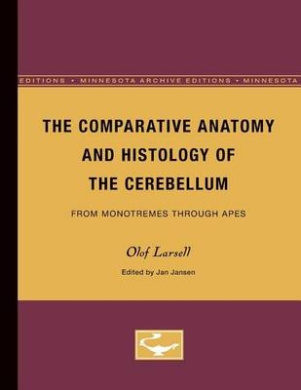 EDITIONS • MINNESOTA ARCHIVE EDITIONS • MINNESOTA
THE COMPARATIVE ANATOMY
AND HISTOLOGY OF
THE CEREBELLUM
FROM MONOTREMES THROUGH APES
Olof Larsell
Edited by Jan Jansen